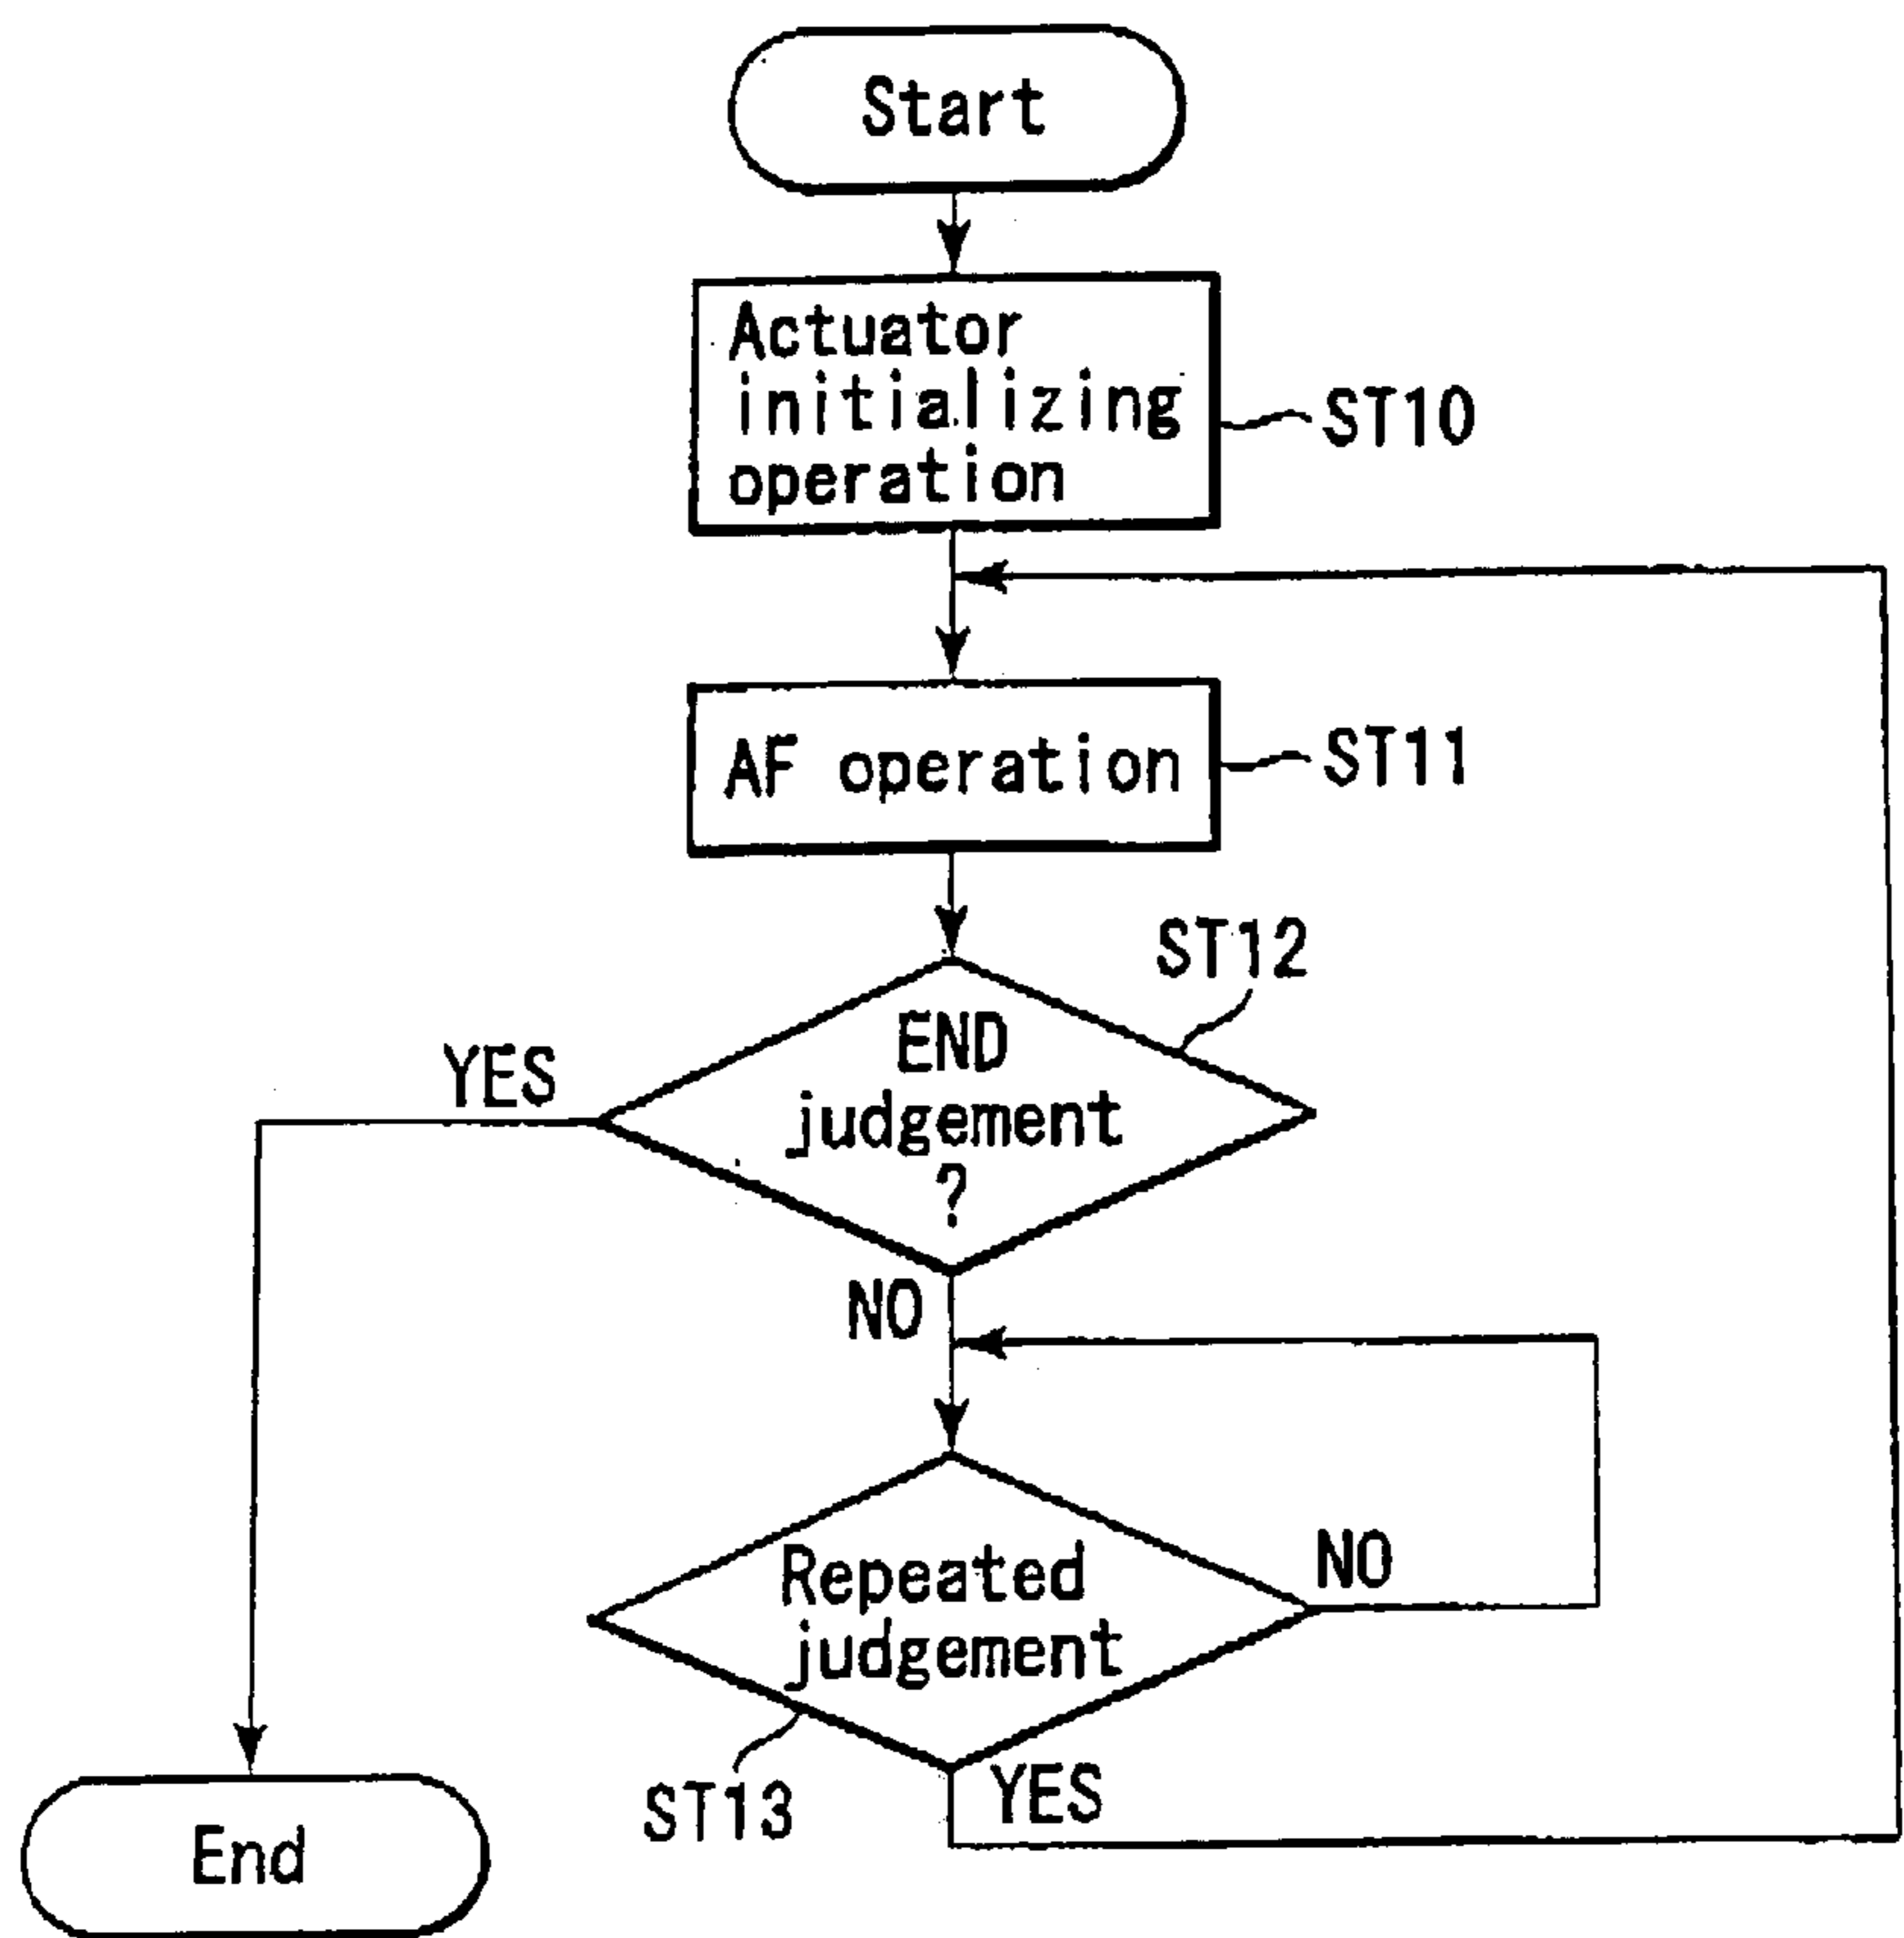 Start
Actuator
initializing
operation
ST10
AF operation
ST11
ST12
END
judgement
?
YES
NO
Repeated
judgement
NO
ST13
YES
End